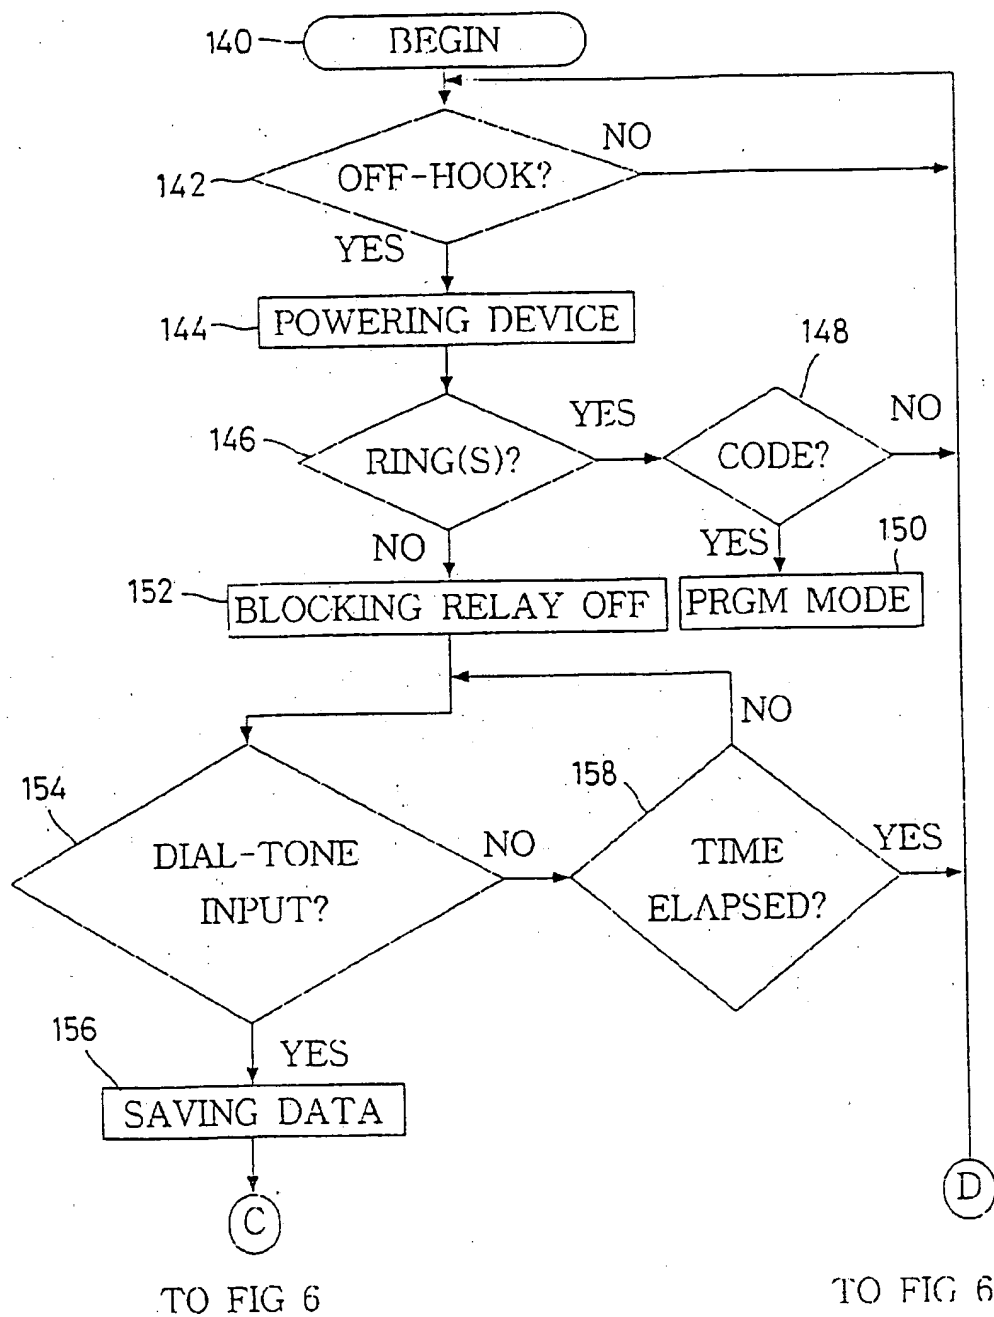 140
BEGIN
NO
142
OFF-HOOK?
YES
144
POWERING DEVICE
148
146
RING(S)?
YES
CODE?
NO
NO
YES
150
152
BLOCKING RELAY OFF
PRGM MODE
NO
154
158
DIAL-TONE
INPUT?
NO
TIME
ELAPSED?
YES
156
YES
SAVING DATA
C
D
TO FIG 6
TO FIG 6